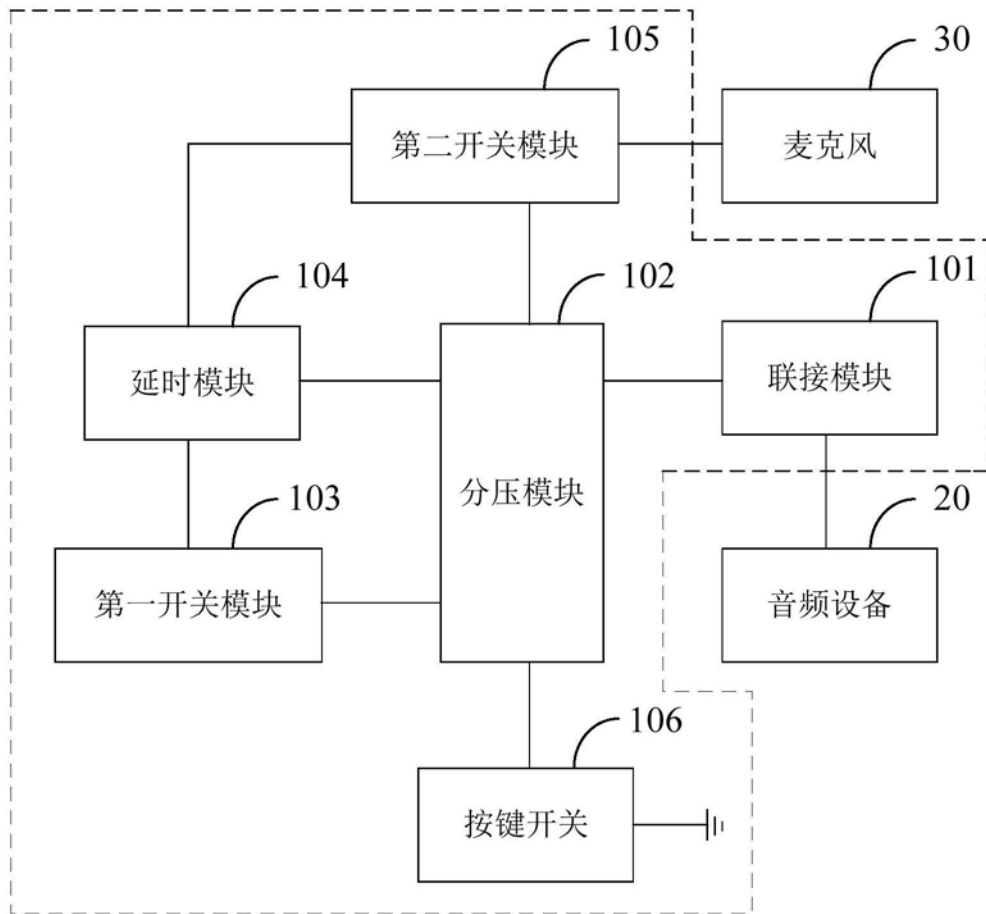 105
30
第二开关模块
麦克风
104
102
101
延时模块
联接模块
分压模块
103
20
第一开关模块
音频设备
106
按键开关